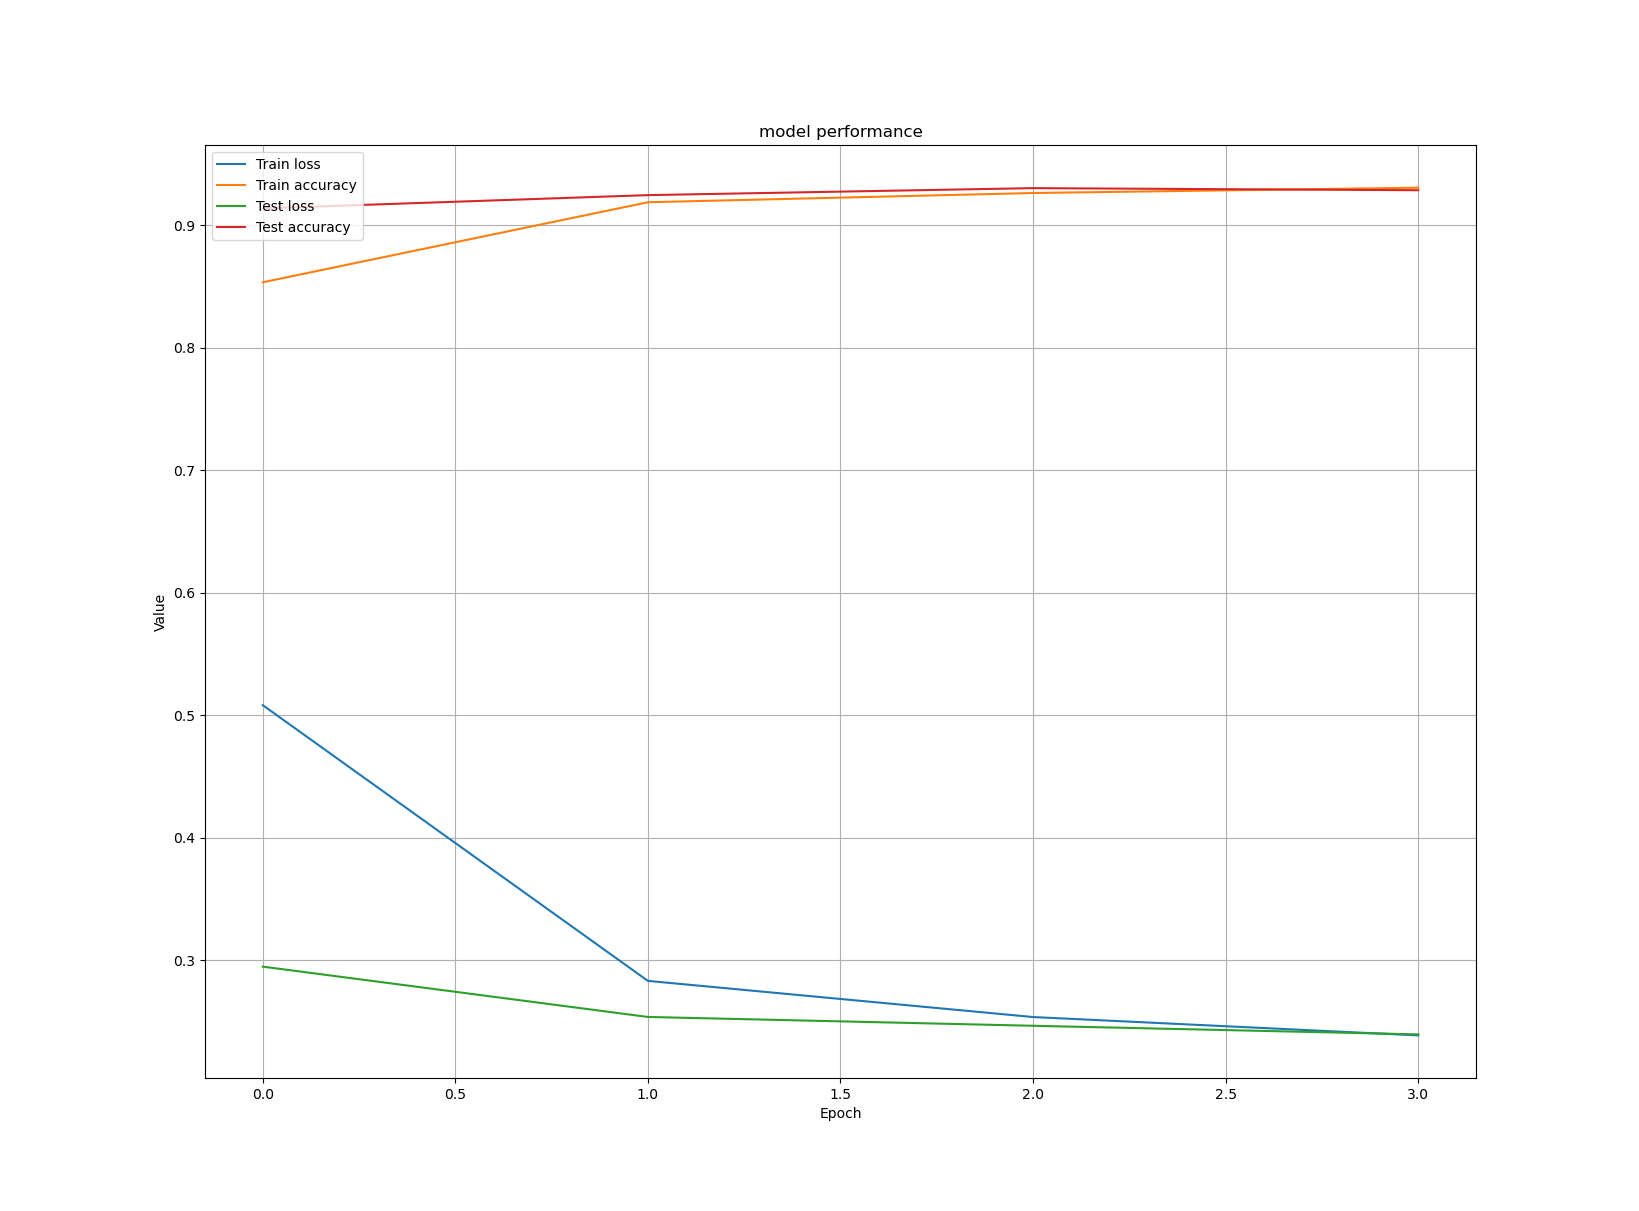 model performance
Train loss
Train accuracy
Test loss
Test accuracy
0.9
0.8
0.7
0.6
0.5
0.4
0.3
Value
0.0 0.5 1.0 1.5 2.0 2.5 3.0
Epoch